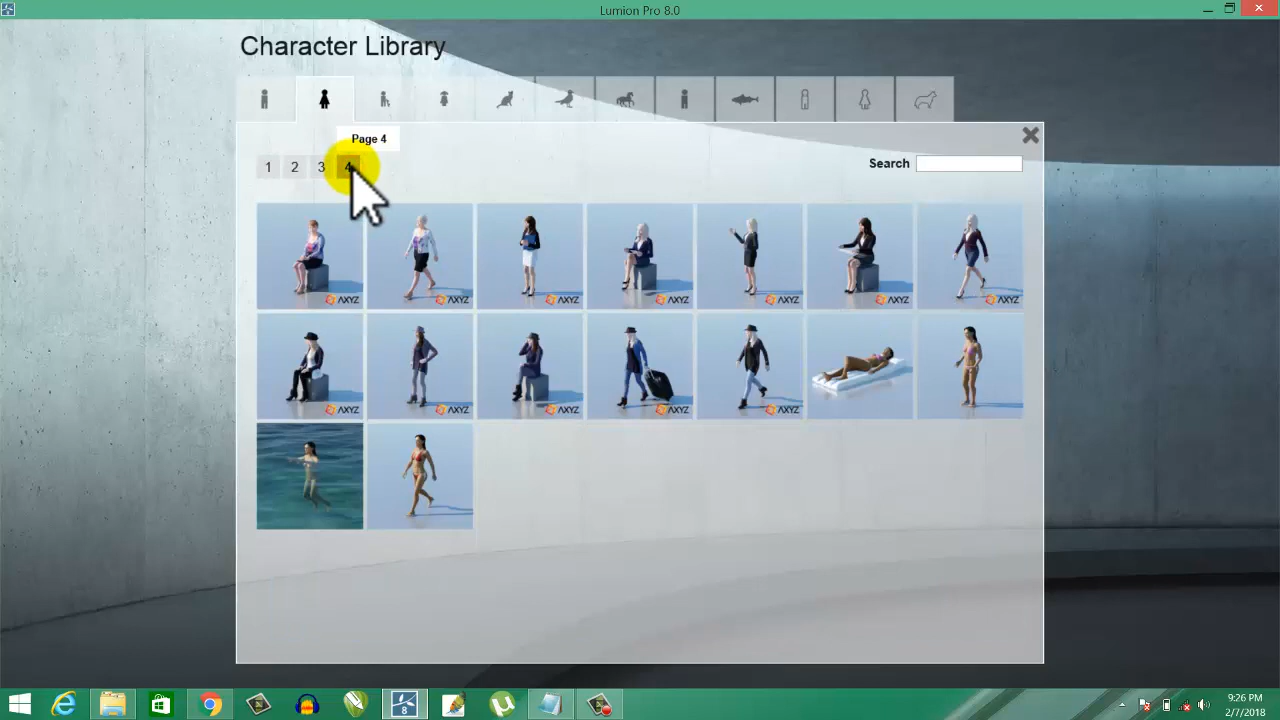 Lumion Pro 8.0
Character Library
Page 4
1 2 3 4
Search
AXYZ AXYZ AXYZ AXYZ AXYZ AXYZ AXYZ
AXYZ AXYZ AXYZ AXYZ AXYZ
8
9:26 PM
2/7/2018